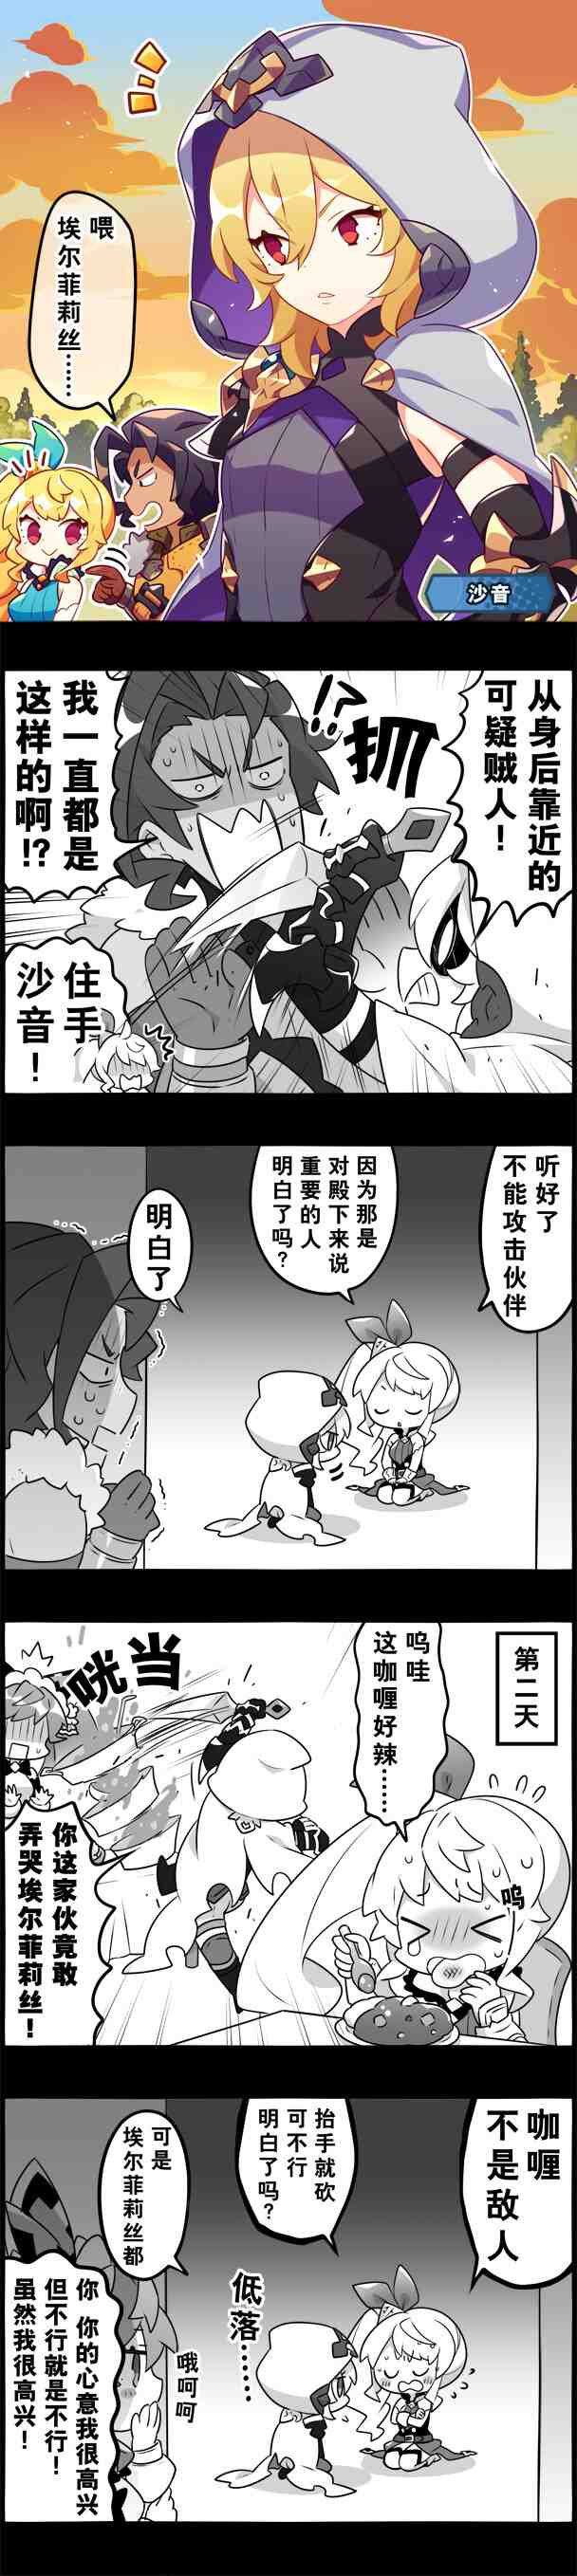 喂
埃尔菲莉丝……
沙音
从身后靠近的
可疑贼人！
抓
!?
我一直都是
这样的啊!?
住手
沙音！
听好了
不能攻击伙伴
因为那是
对殿下来说
重要的人
明白了吗？
明白了
第二天
呜哇
这咖喱好辣……
呜
咣当
你这家伙竟敢
弄哭埃尔菲莉丝！
咖喱
不是敌人
抬手就砍
可不行
明白了吗？
可是
埃尔菲莉丝都
低落……
哦呵呵
你 你的心意我很高兴
但不行就是不行！
虽然我很高兴！